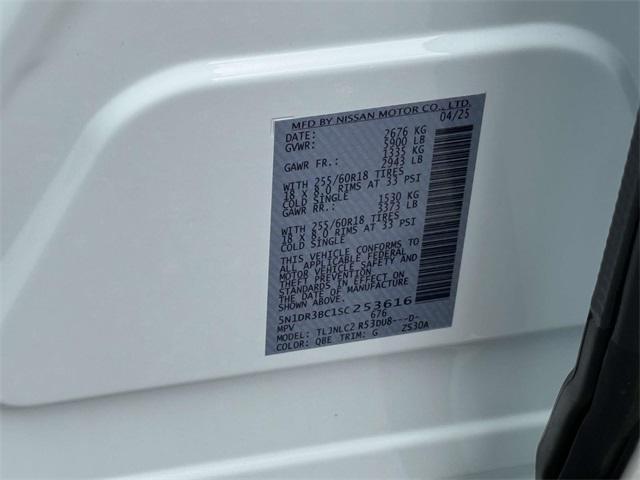 MFD BY NISSAN MOTOR CO., LTD.
DATE: 04/25
GVWR: 2676 KG
5900 LB
GAWR FR.: 1335 KG
2943 LB
WITH 255/60R18 TIRES
18 X 8.0 RIMS AT 33 PSI
COLD SINGLE
GAWR RR.: 1530 KG
3373 LB
WITH 255/60R18 TIRES
18 X 8.0 RIMS AT 33 PSI
COLD SINGLE
THIS VEHICLE CONFORMS TO
ALL APPLICABLE FEDERAL
MOTOR VEHICLE SAFETY AND
THEFT PREVENTION
STANDARDS IN EFFECT ON
THE DATE OF MANUFACTURE
SHOWN ABOVE.
5N1DR3BC1SC253616
MPV 676
MODEL: TLJNLC2 R53DU8---D-
COLOR: QBE TRIM: G ZS30A